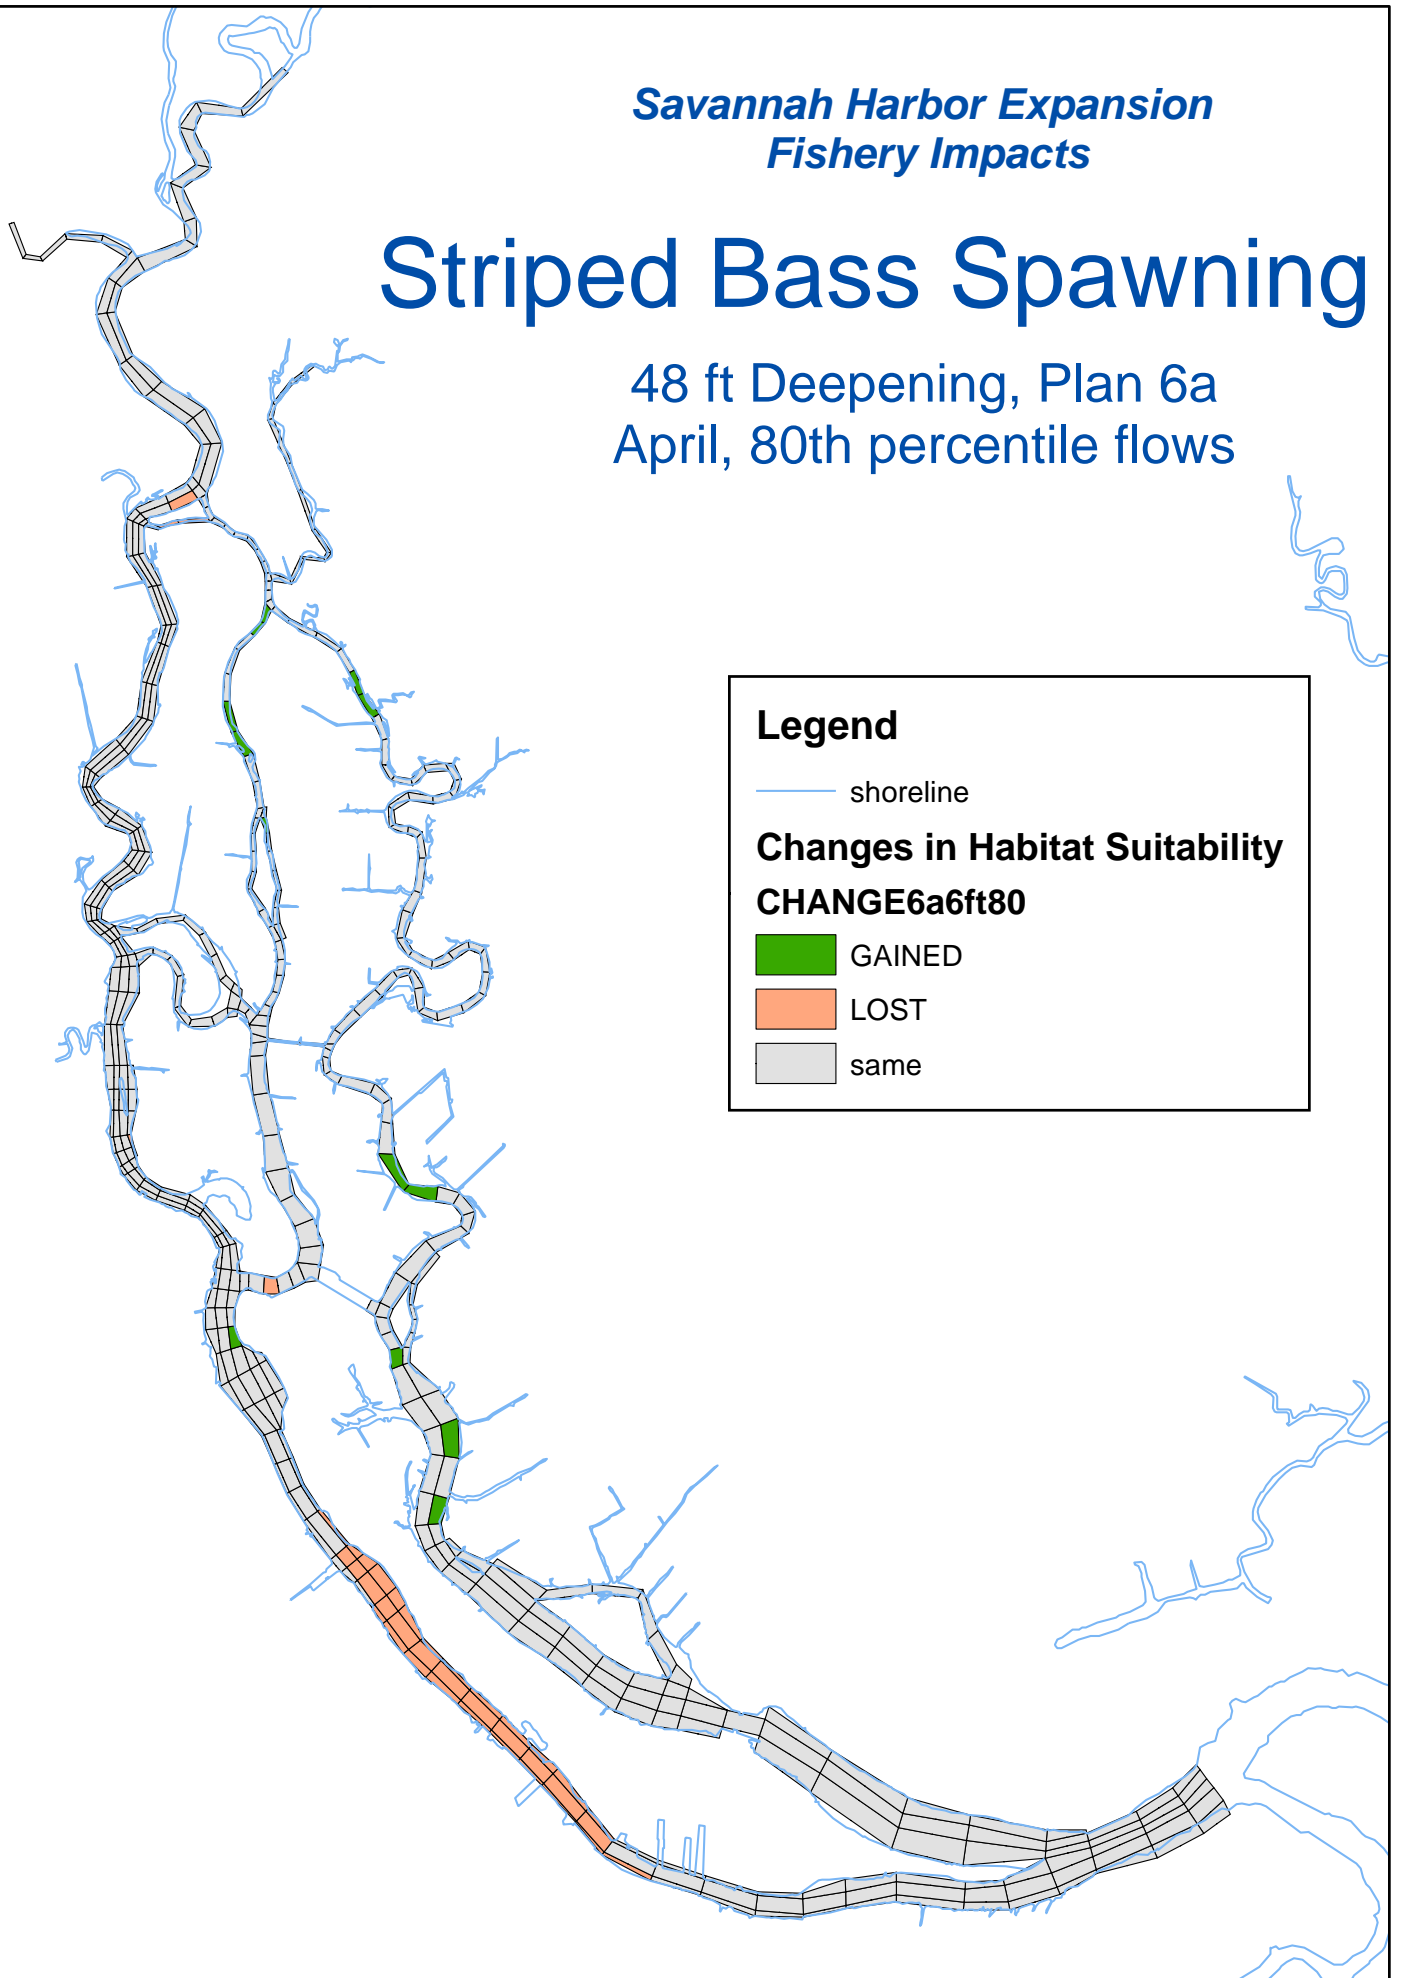 Savannah Harbor Expansion
Fishery Impacts
Striped Bass Spawning
48 ft Deepening, Plan 6a
April, 80th percentile flows
Legend
shoreline
Changes in Habitat Suitability
CHANGE6a6ft80
GAINED
LOST
same